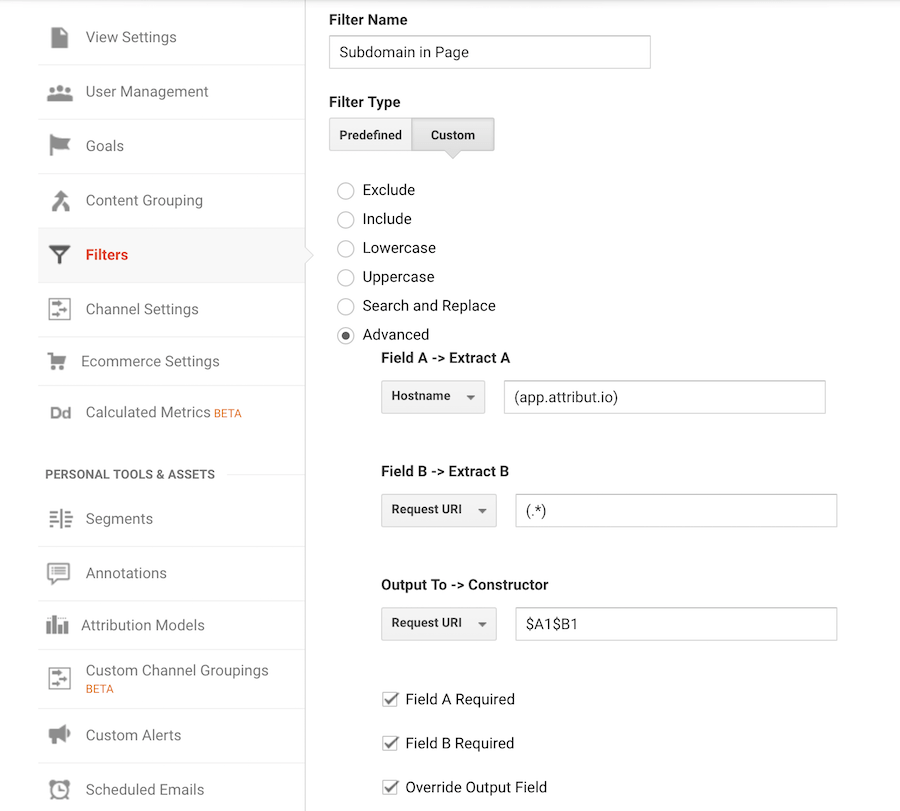 View Settings
User Management
Goals
Content Grouping
Filters
Channel Settings
Ecommerce Settings
Dd Calculated Metrics BETA
PERSONAL TOOLS & ASSETS
Segments
Annotations
Attribution Models
Custom Channel Groupings
BETA
Custom Alerts
Scheduled Emails
Filter Name
Subdomain in Page
Filter Type
Predefined Custom
Exclude
Include
Lowercase
Uppercase
Search and Replace
Advanced
Field A -> Extract A
Hostname (app.attribut.io)
Field B -> Extract B
Request URI (.*)
Output To -> Constructor
Request URI $A1$B1
Field A Required
Field B Required
Override Output Field